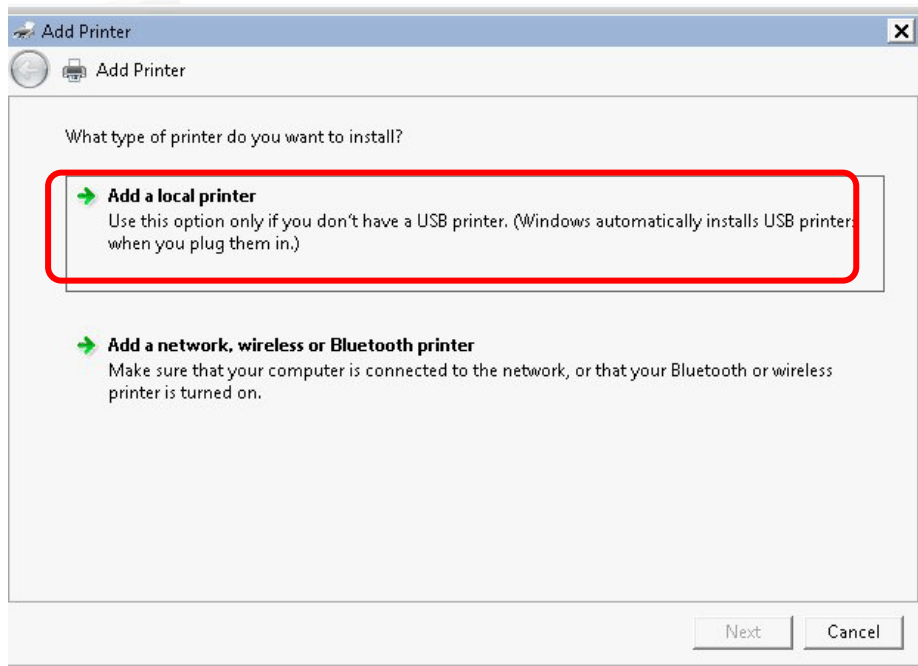 Add Printer
Add Printer
What type of printer do you want to install?
Add a local printer
Use this option only if you don't have a USB printer. (Windows automatically installs USB printers
when you plug them in.)
Add a network, wireless or Bluetooth printer
Make sure that your computer is connected to the network, or that your Bluetooth or wireless
printer is turned on.
Next Cancel